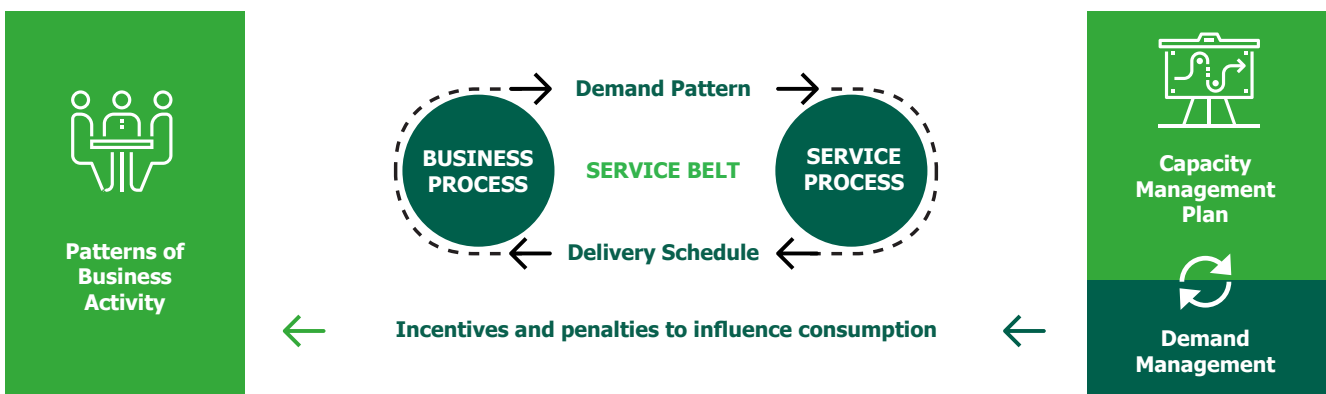 Patterns of
Business
Activity
Demand Pattern
BUSINESS
PROCESS
SERVICE BELT
SERVICE
PROCESS
Delivery Schedule
Incentives and penalties to influence consumption
Capacity
Management
Plan
Demand
Management